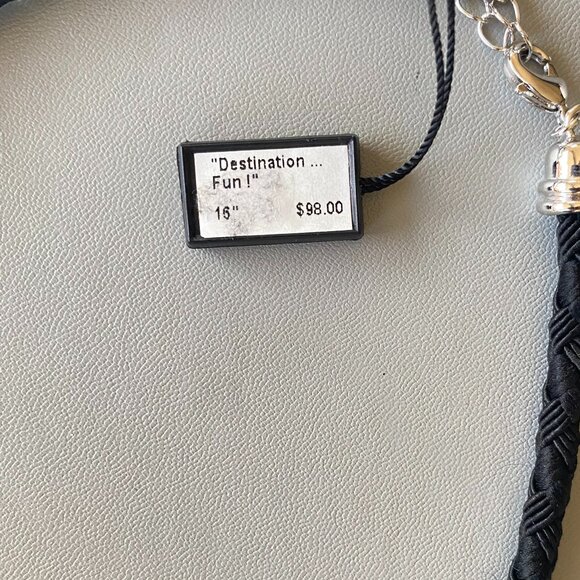 "Destination ...
Fun !"
16" $98.00